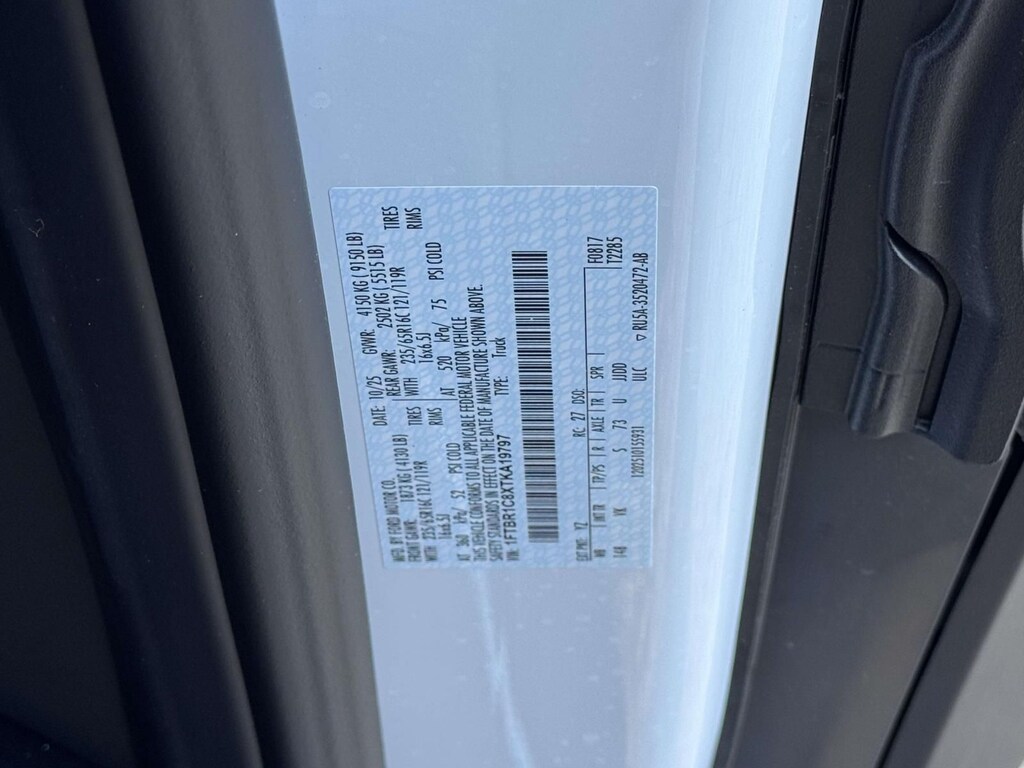 MFD. BY FORD MOTOR CO. DATE: 10/25 GVWR: 4150 KG ( 9150 LB)
FRONT GAWR: 1873 KG ( 4130 LB) REAR GAWR: 2502 KG ( 5515 LB)
WITH 235/65R16C 121/119R TIRES WITH 235/65R16C 121/119R TIRES
16x6.5J RIMS 16x6.5J RIMS
AT 360 kPa/ 52 PSI COLD AT 520 kPa/ 75 PSI COLD
THIS VEHICLE CONFORMS TO ALL APPLICABLE FEDERAL MOTOR VEHICLE
SAFETY STANDARDS IN EFFECT ON THE DATE OF MANUFACTURE SHOWN ABOVE.
VIN: 1FTBR1C8XTKA19797 TYPE: Truck
EXT PNT: YZ RC: 27 DSO: F0817
WB INT TR TP/PS R AXLE TR SPR T2285
148 VK S 73 U JJDD
1202510155931 ULC ▽ RU5A-3520472-AB